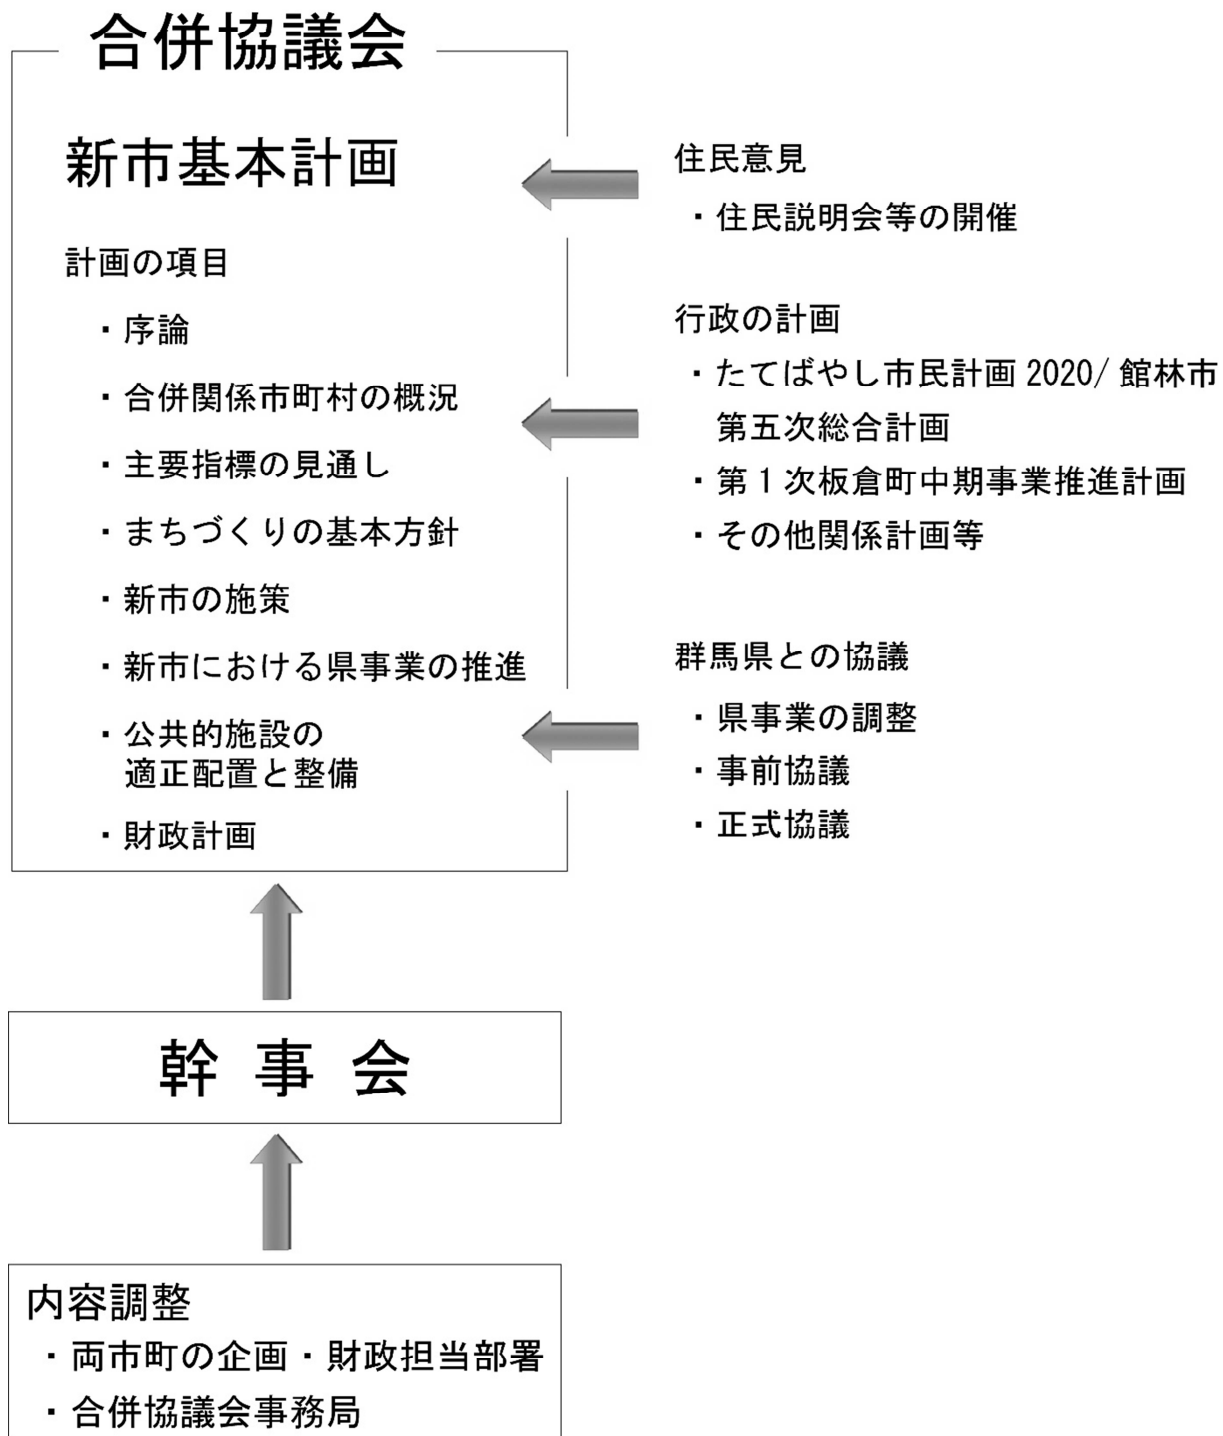 合併協議会
新市基本計画
計画の項目
・序論
・合併関係市町村の概況
・主要指標の見通し
・まちづくりの基本方針
・新市の施策
・新市における県事業の推進
・公共的施設の
適正配置と整備
・財政計画
住民意見
・住民説明会等の開催
行政の計画
・たてばやし市民計画 2020/ 館林市
第五次総合計画
・第1次板倉町中期事業推進計画
・その他関係計画等
群馬県との協議
・県事業の調整
・事前協議
・正式協議
幹 事 会
内容調整
・両市町の企画・財政担当部署
・合併協議会事務局